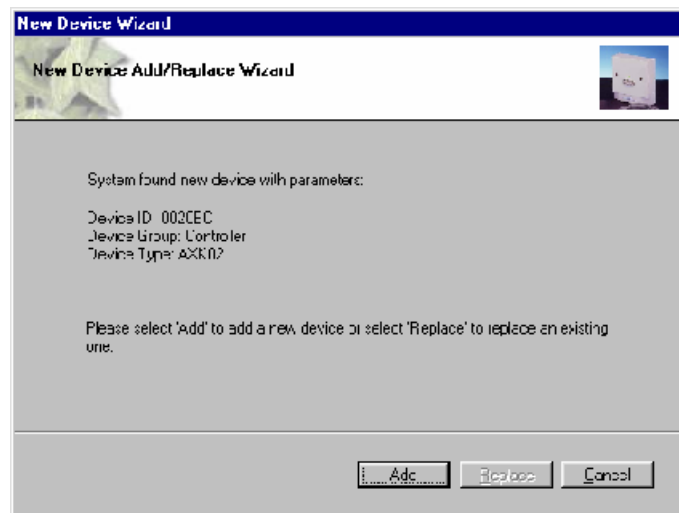 New Device Wizard
New Device Add/Replace Wizard
System found new device with parameters:
Device ID:
Device Group: Controler
Device Type: AXK02
Please select 'Add' to add a new device or select 'Replace' to replace an existing
one.
Add
Replace
Cancel